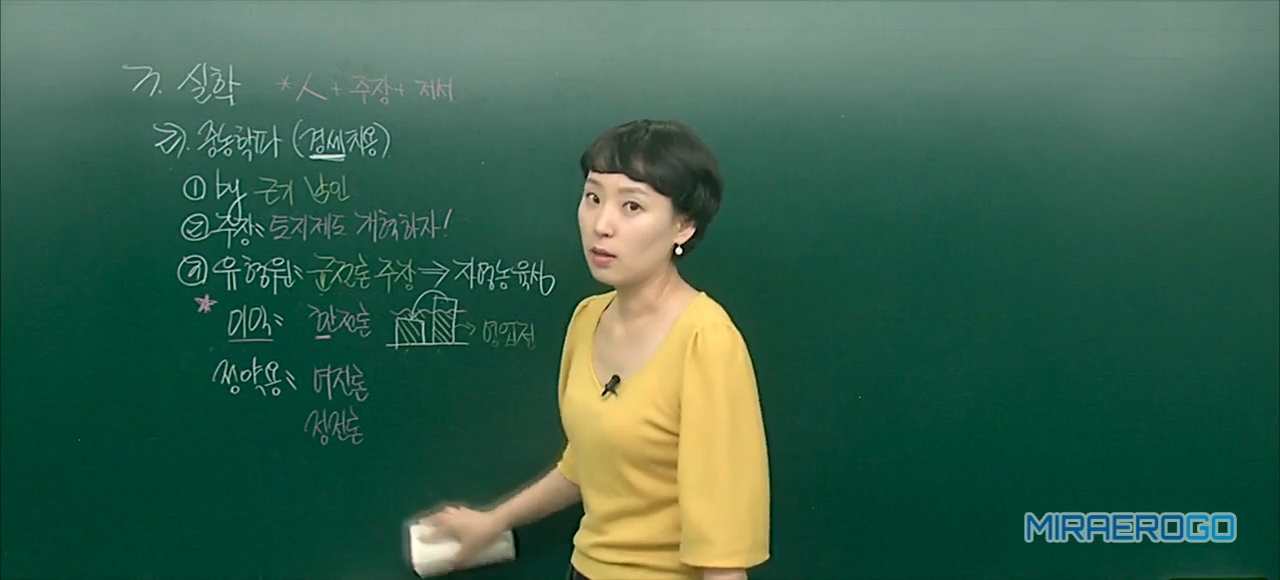 ㄱ. 실학 *人 + 주장 + 저서
2). 중농학파 (경세치용)
① by 근기 남인
② 주장: 토지제도 개혁하자!
③ 유형원: 균전론 주장 ⇒ 자영농 육성
* 이익: 한전론 → 영업전
정약용: 여전론
정전론
MIRAEROGO